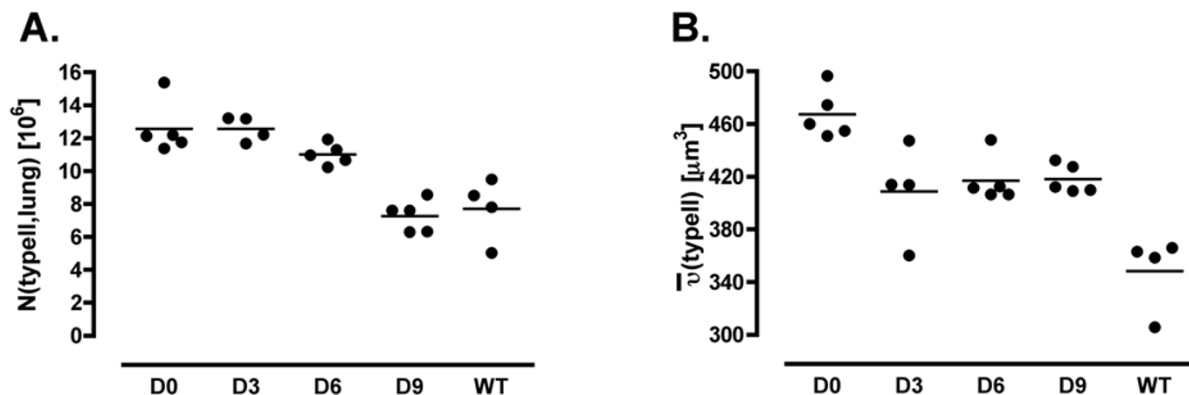 A.
N(typeII,lung) [10⁶]
16
14
12
10
8
6
4
2
0
D0 D3 D6 D9 WT
B.
ν̅(typeII) [μm³]
500
460
420
380
340
300
D0 D3 D6 D9 WT